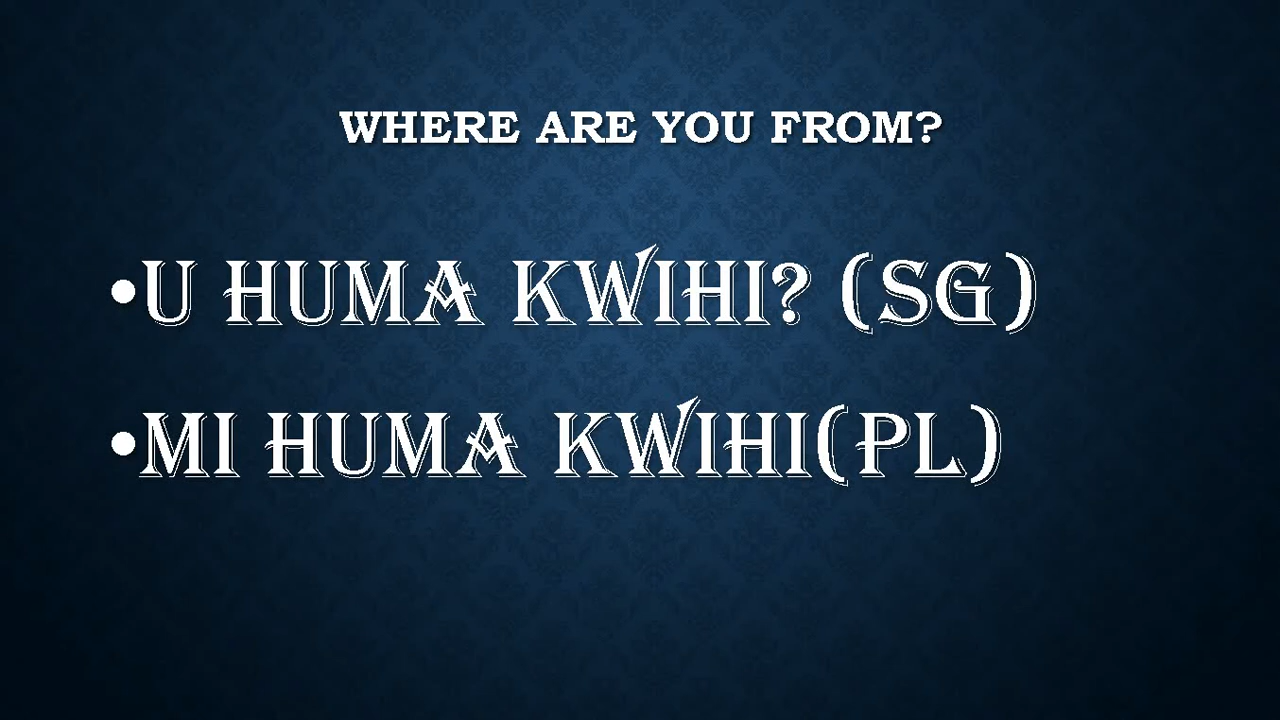 WHERE ARE YOU FROM?
•U HUMA KWIHI? (SG)
•MI HUMA KWIHI(PL)